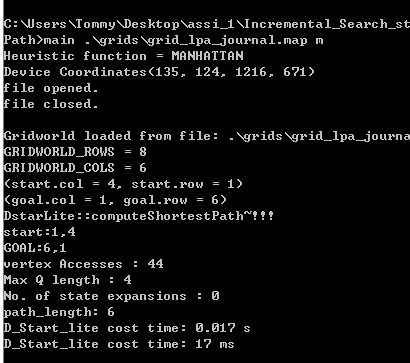 C:\Users\Tommy\Desktop\assi_1\Incremental_Search_st
Path>main .\grids\grid_lpa_journal.map m
Heuristic function = MANHATTAN
Device Coordinates(135, 124, 1216, 671)
file opened.
file closed.
Gridworld loaded from file: .\grids\grid_lpa_journa
GRIDWORLD_ROWS = 8
GRIDWORLD_COLS = 6
(start.col = 4, start.row = 1)
(goal.col = 1, goal.row = 6)
DstarLite::computeShortestPath~!!!
start:1,4
GOAL:6,1
vertex Accesses : 44
Max Q length : 4
No. of state expansions : 0
path_length: 6
D_Start_lite cost time: 0.017 s
D_Start_lite cost time: 17 ms